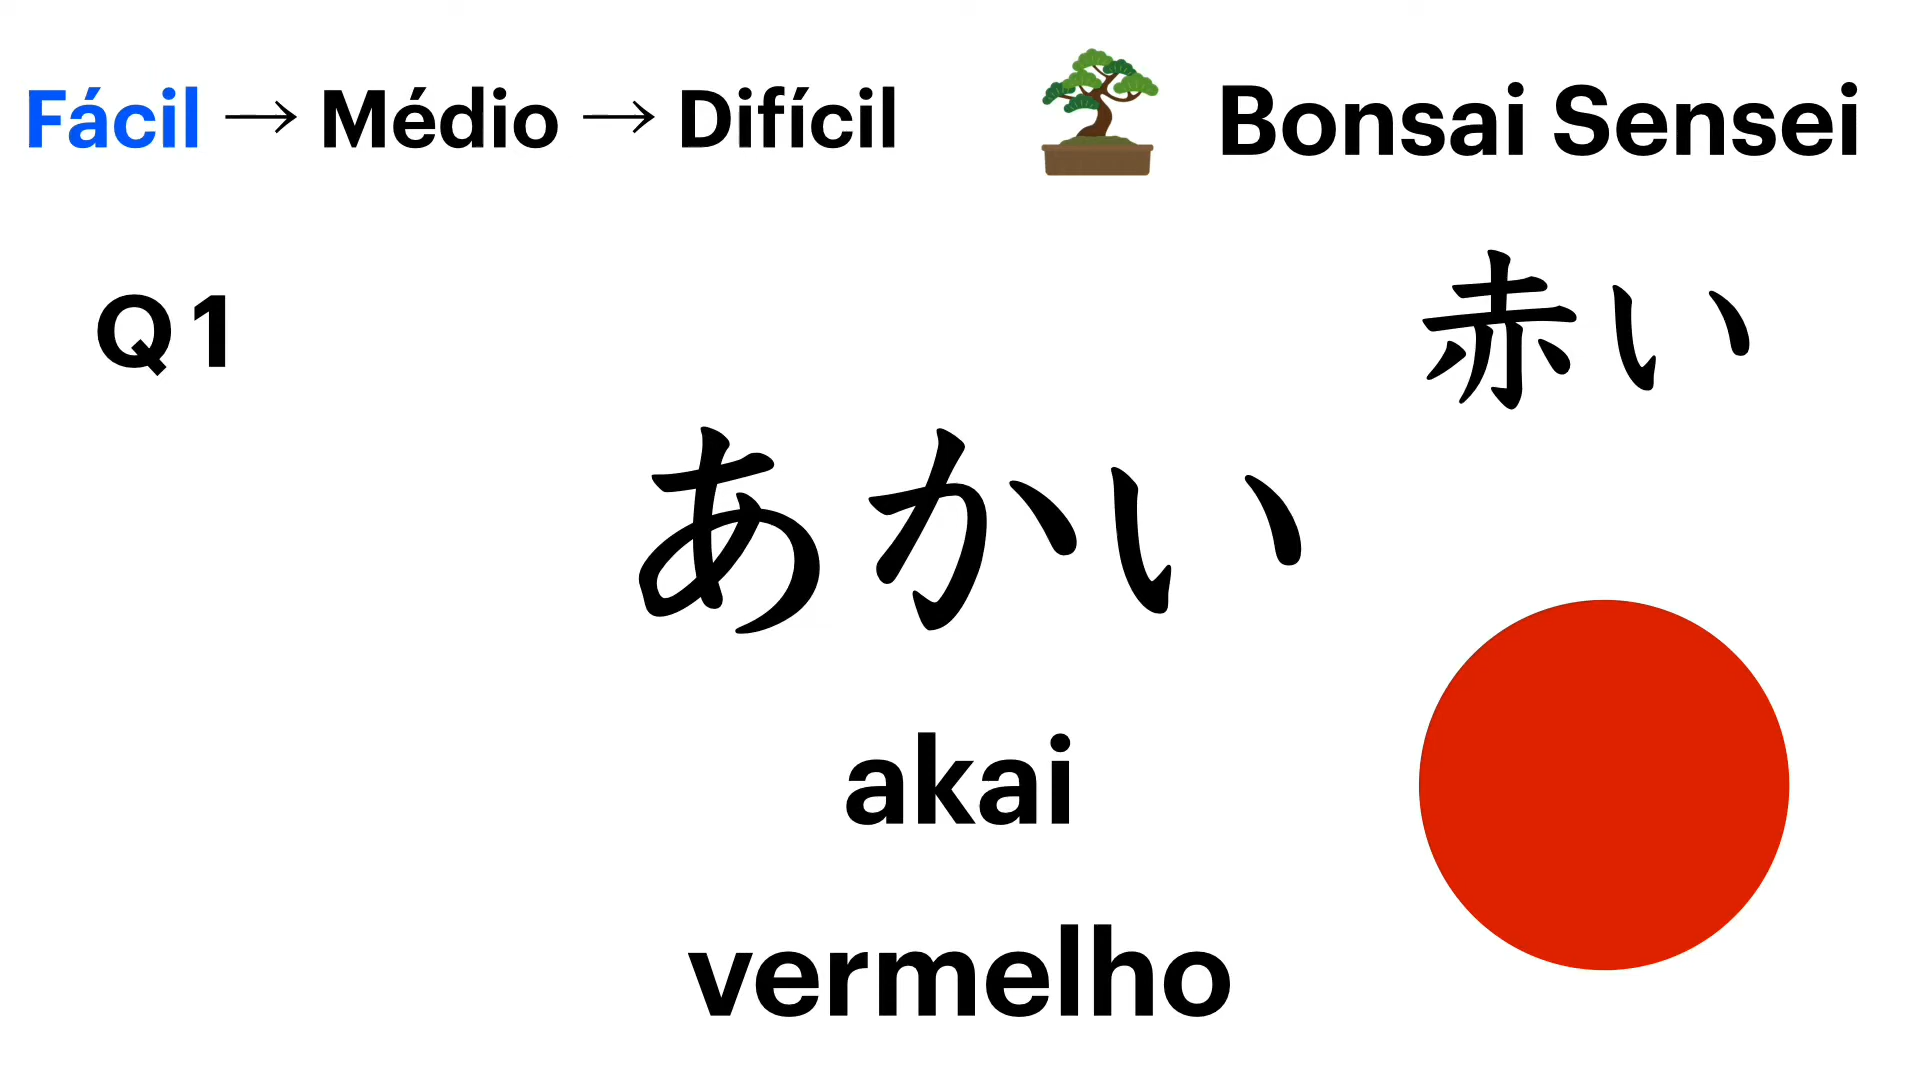 Fácil → Médio → Difícil
Bonsai Sensei
Q1
赤い
あかい
akai
vermelho